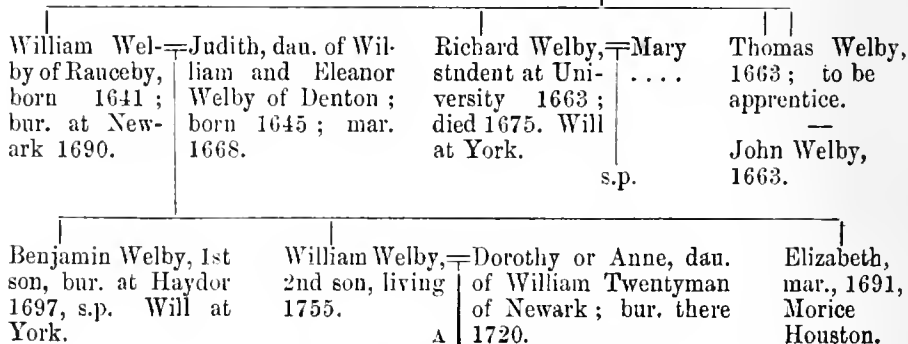 William Wel-
by of Rauceby,
born 1641 ;
bur. at New-
ark 1690.
Judith, dau. of Wil-
liam and Eleanor
Welby of Denton ;
born 1645 ; mar.
1668.
Richard Welby,
student at Uni-
versity 1663 ;
died 1675. Will
at York.
s.p.
Mary
. . . .
Thomas Welby,
1663 ; to be
apprentice.
John Welby,
1663.
Benjamin Welby, 1st
son, bur. at Haydor
1697, s.p. Will at
York.
William Welby,
2nd son, living
1755.
A
Dorothy or Anne, dau.
of William Twentyman
of Newark ; bur. there
1720.
Elizabeth,
mar., 1691,
Morice
Houston.